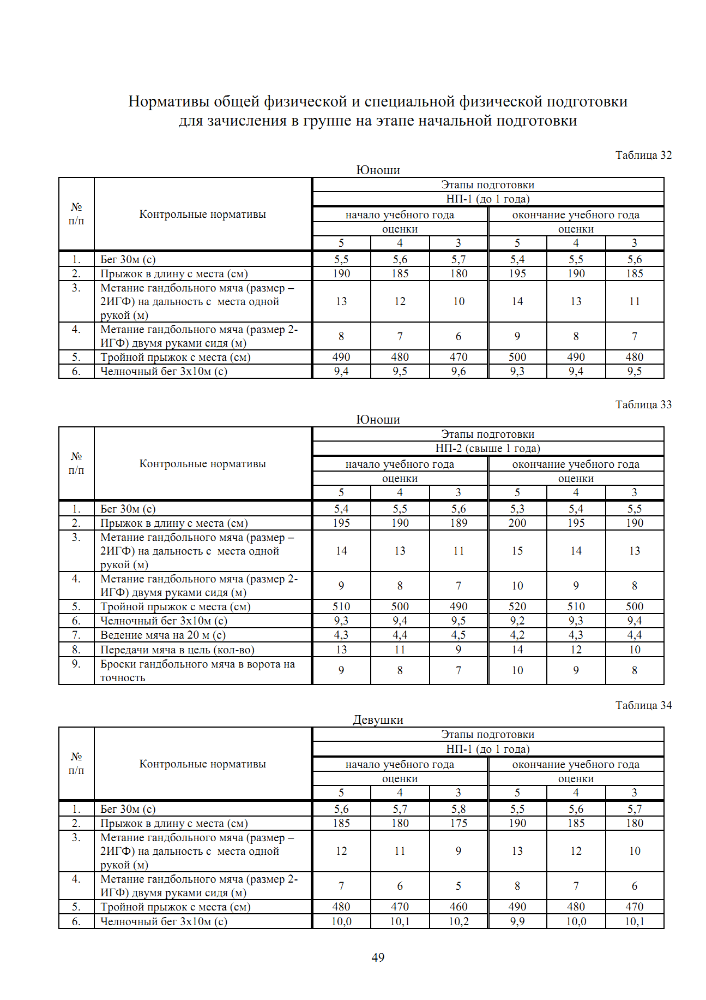 Нормативы общей физической и специальной физической подготовки
для зачисления в группе на этапе начальной подготовки
Таблица 32
Юноши
№ п/п Контрольные нормативы Этапы подготовки
НП-1 (до 1 года)
начало учебного года окончание учебного года
оценки оценки
5 4 3 5 4 3
1. Бег 30м (с) 5,5 5,6 5,7 5,4 5,5 5,6
2. Прыжок в длину с места (см) 190 185 180 195 190 185
3. Метание гандбольного мяча (размер –
2ИГФ) на дальность с  места одной 13 12 10 14 13 11
рукой (м)
4. Метание гандбольного мяча (размер 2-
ИГФ) двумя руками сидя (м) 8 7 6 9 8 7
5. Тройной прыжок с места (см) 490 480 470 500 490 480
6. Челночный бег 3х10м (с) 9,4 9,5 9,6 9,3 9,4 9,5
Таблица 33
Юноши
№ п/п Контрольные нормативы Этапы подготовки
НП-2 (свыше 1 года)
начало учебного года окончание учебного года
оценки оценки
5 4 3 5 4 3
1. Бег 30м (с) 5,4 5,5 5,6 5,3 5,4 5,5
2. Прыжок в длину с места (см) 195 190 189 200 195 190
3. Метание гандбольного мяча (размер –
2ИГФ) на дальность с  места одной 14 13 11 15 14 13
рукой (м)
4. Метание гандбольного мяча (размер 2-
ИГФ) двумя руками сидя (м) 9 8 7 10 9 8
5. Тройной прыжок с места (см) 510 500 490 520 510 500
6. Челночный бег 3х10м (с) 9,3 9,4 9,5 9,2 9,3 9,4
7. Ведение мяча на 20 м (с) 4,3 4,4 4,5 4,2 4,3 4,4
8. Передачи мяча в цель (кол-во) 13 11 9 14 12 10
9. Броски гандбольного мяча в ворота на
точность 9 8 7 10 9 8
Таблица 34
Девушки
№ п/п Контрольные нормативы Этапы подготовки
НП-1 (до 1 года)
начало учебного года окончание учебного года
оценки оценки
5 4 3 5 4 3
1. Бег 30м (с) 5,6 5,7 5,8 5,5 5,6 5,7
2. Прыжок в длину с места (см) 185 180 175 190 185 180
3. Метание гандбольного мяча (размер –
2ИГФ) на дальность с  места одной 12 11 9 13 12 10
рукой (м)
4. Метание гандбольного мяча (размер 2-
ИГФ) двумя руками сидя (м) 7 6 5 8 7 6
5. Тройной прыжок с места (см) 480 470 460 490 480 470
6. Челночный бег 3х10м (с) 10,0 10,1 10,2 9,9 10,0 10,1
49